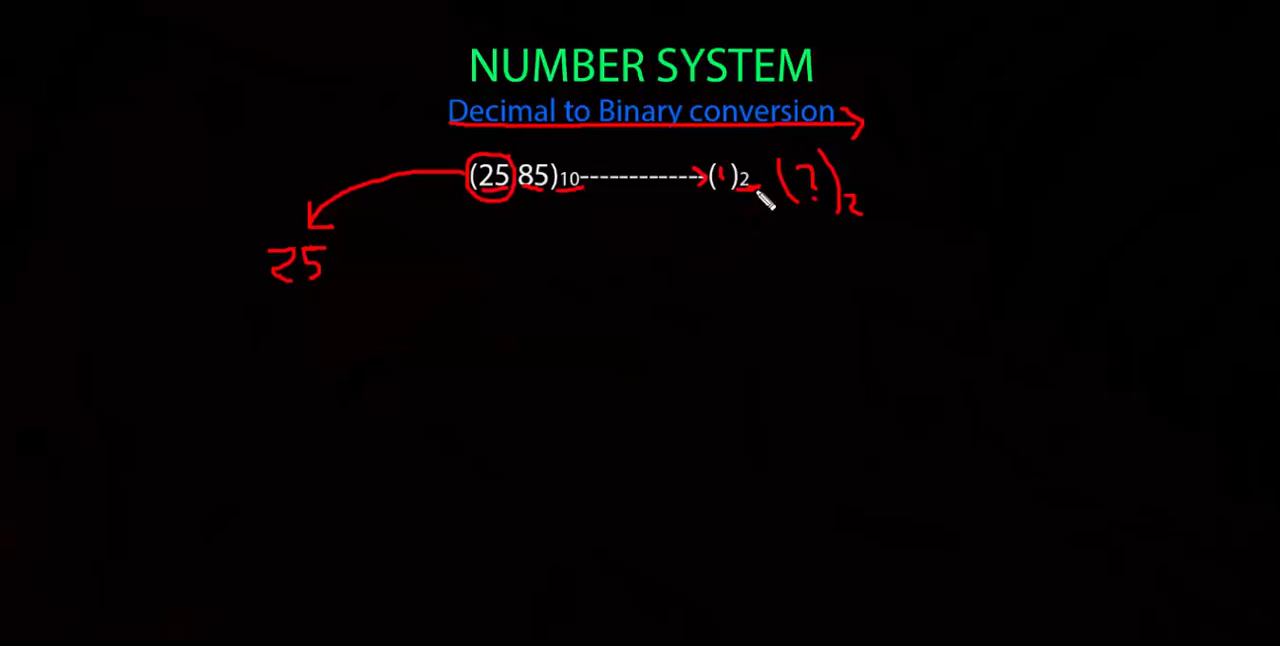 NUMBER SYSTEM
Decimal to Binary conversion
(25 85)10------------→( )2 (?)2
25